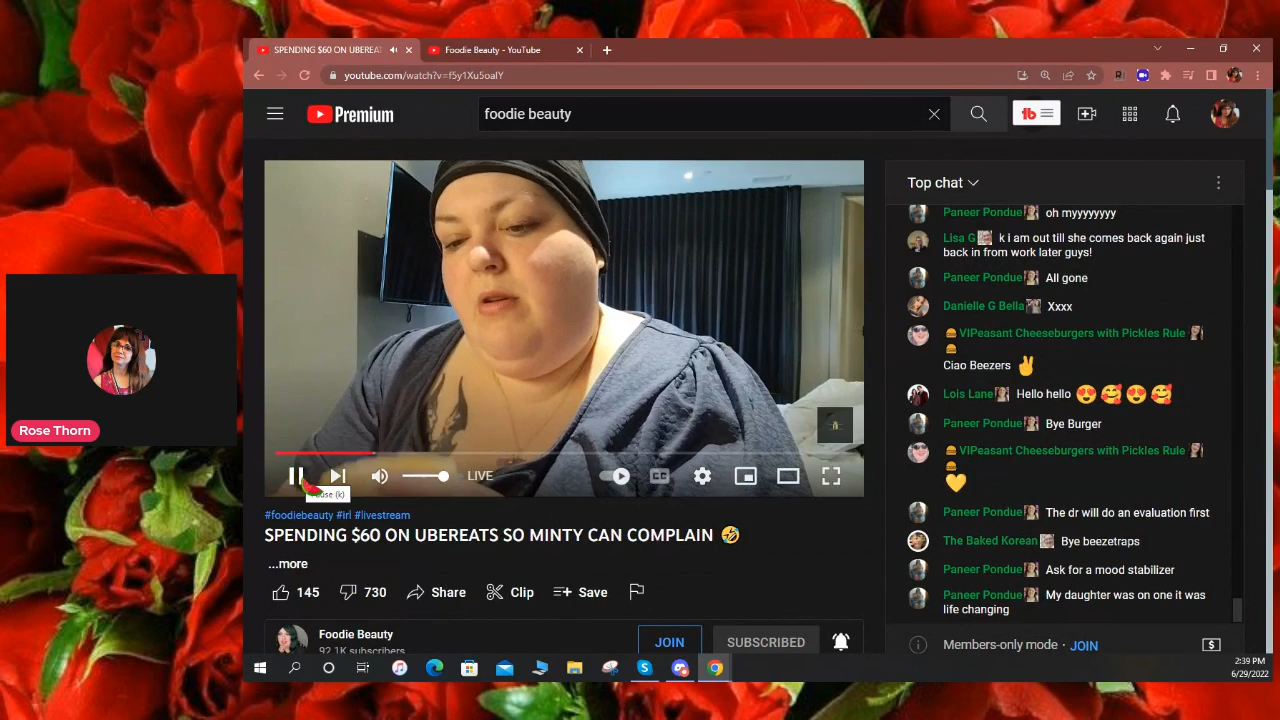 SPENDING $60 ON UBEREAT
Foodie Beauty - YouTube
youtube.com/watch?v=f5y1Xu5oalY
Premium
foodie beauty
tb
Top chat
Paneer Pondue oh myyyyyyy
Lisa G k i am out till she comes back again just
back in from work later guys!
Paneer Pondue All gone
Danielle G Bella Xxxx
VIPeasant Cheeseburgers with Pickles Rule
Ciao Beezers
Lois Lane Hello hello
Paneer Pondue Bye Burger
VIPeasant Cheeseburgers with Pickles Rule
Paneer Pondue The dr will do an evaluation first
The Baked Korean Bye beezetraps
Paneer Pondue Ask for a mood stabilizer
Paneer Pondue My daughter was on one it was
life changing
Members-only mode · JOIN
Rose Thorn
LIVE
CC
Pause (k)
#foodiebeauty #irl #livestream
SPENDING $60 ON UBEREATS SO MINTY CAN COMPLAIN 🤣
...more
145 730 Share Clip Save
Foodie Beauty
92.1K subscribers
JOIN SUBSCRIBED
2:39 PM
6/29/2022